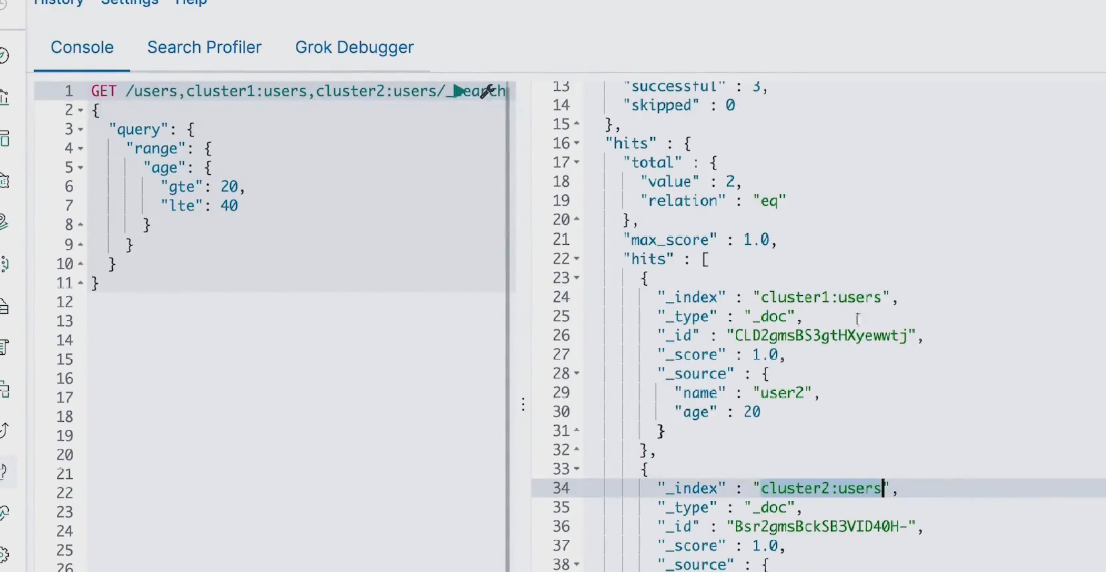 History Settings Help
Console Search Profiler Grok Debugger
1 GET /users,cluster1:users,cluster2:users/_search
2 {
3 "query": {
4 "range": {
5 "age": {
6 "gte": 20,
7 "lte": 40
8 }
9 }
10 }
11 }
12
13
14
15
16
17
18
19
20
21
22
23
24
25
26
13 "successful" : 3,
14 "skipped" : 0
15 },
16 "hits" : {
17 "total" : {
18 "value" : 2,
19 "relation" : "eq"
20 },
21 "max_score" : 1.0,
22 "hits" : [
23 {
24 "_index" : "cluster1:users",
25 "_type" : "_doc",
26 "_id" : "CLD2gmsBS3gtHXyewwtj",
27 "_score" : 1.0,
28 "_source" : {
29 "name" : "user2",
30 "age" : 20
31 }
32 },
33 {
34 "_index" : "cluster2:users",
35 "_type" : "_doc",
36 "_id" : "Bsr2gmsBckSB3VID40H-",
37 "_score" : 1.0,
38 "_source" : {